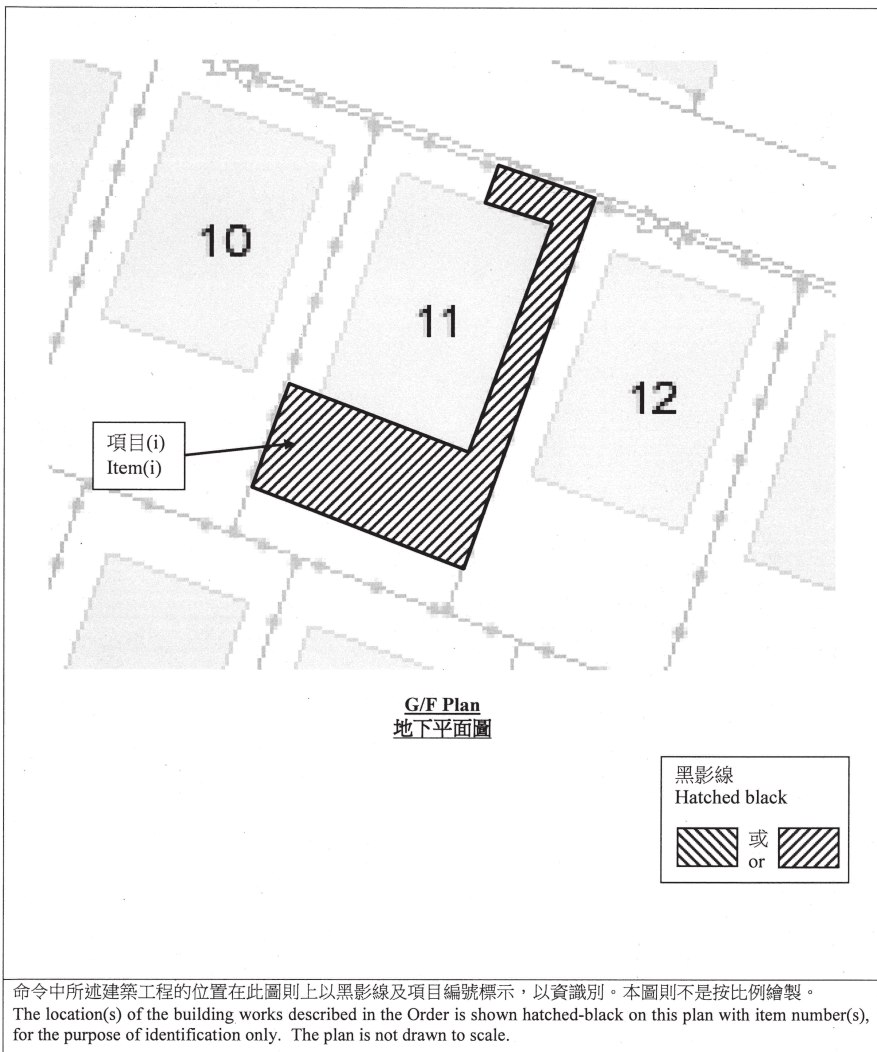 10
11
12
項目(i)
Item(i)
G/F Plan
地下平面圖
黑影線
Hatched black
或
or
命令中所述建築工程的位置在此圖則上以黑影線及項目編號標示，以資識別。本圖則不是按比例繪製。
The location(s) of the building works described in the Order is shown hatched-black on this plan with item number(s),
for the purpose of identification only. The plan is not drawn to scale.